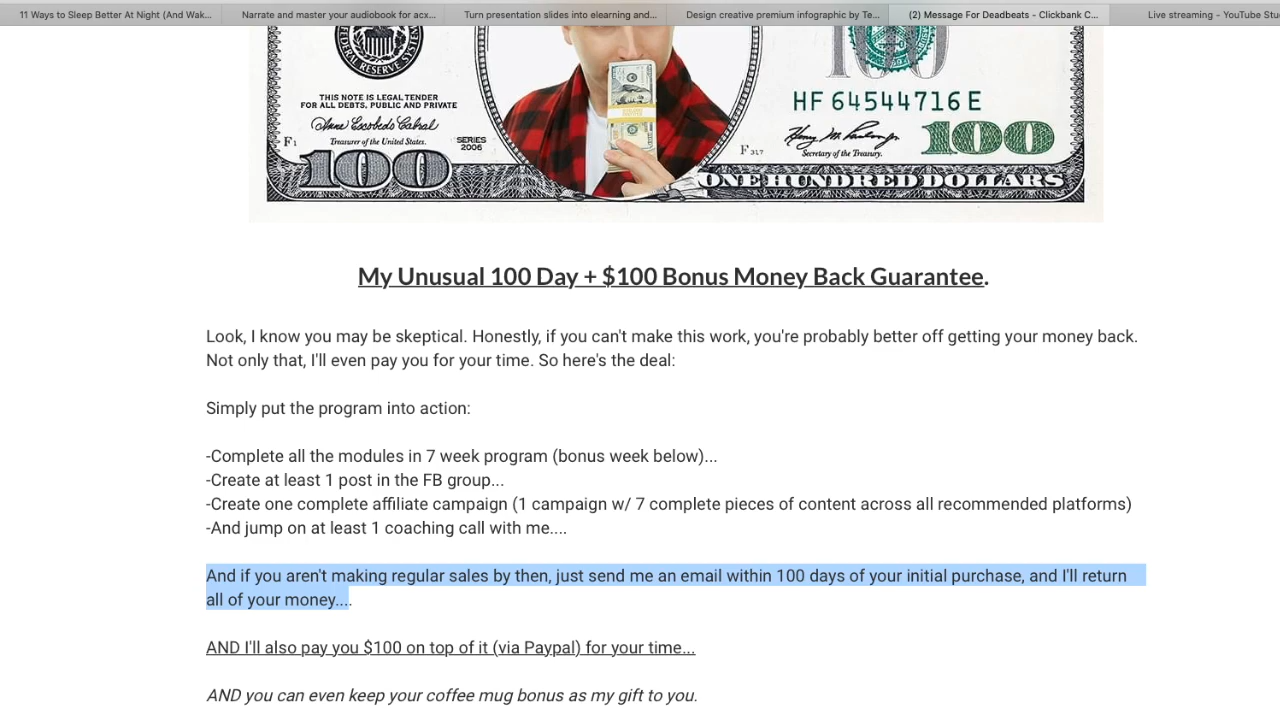 11 Ways to Sleep Better At Night (And Wak...
Narrate and master your audiobook for acx...
Turn presentation slides into elearning and...
Design creative premium infographic by Te...
(2) Message For Deadbeats - Clickbank C...
Live streaming - YouTube Stu
FEDERAL RESERVE SYSTEM
THIS NOTE IS LEGAL TENDER
FOR ALL DEBTS, PUBLIC AND PRIVATE
Anna Escobedo Cabral
Treasurer of the United States.
F1
SERIES
2006
100
100
HF 64544716 E
F317
Secretary of the Treasury.
100
ONE HUNDRED DOLLARS
My Unusual 100 Day + $100 Bonus Money Back Guarantee.
Look, I know you may be skeptical. Honestly, if you can't make this work, you're probably better off getting your money back.
Not only that, I'll even pay you for your time. So here's the deal:
Simply put the program into action:
-Complete all the modules in 7 week program (bonus week below)...
-Create at least 1 post in the FB group...
-Create one complete affiliate campaign (1 campaign w/ 7 complete pieces of content across all recommended platforms)
-And jump on at least 1 coaching call with me....
And if you aren't making regular sales by then, just send me an email within 100 days of your initial purchase, and I'll return
all of your money....
AND I'll also pay you $100 on top of it (via Paypal) for your time...
AND you can even keep your coffee mug bonus as my gift to you.